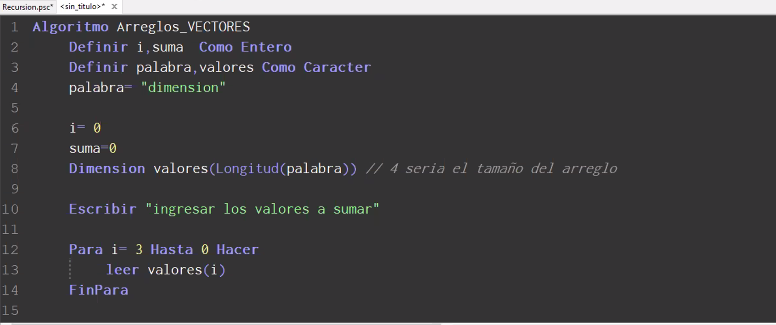 Recursion.psc* <sin_titulo>* X
1 Algoritmo Arreglos_VECTORES
2 Definir i,suma Como Entero
3 Definir palabra,valores Como Caracter
4 palabra= "dimension"
5
6 i= 0
7 suma=0
8 Dimension valores(Longitud(palabra)) // 4 seria el tamaño del arreglo
9
10 Escribir "ingresar los valores a sumar"
11
12 Para i= 3 Hasta 0 Hacer
13 leer valores(i)
14 FinPara
15